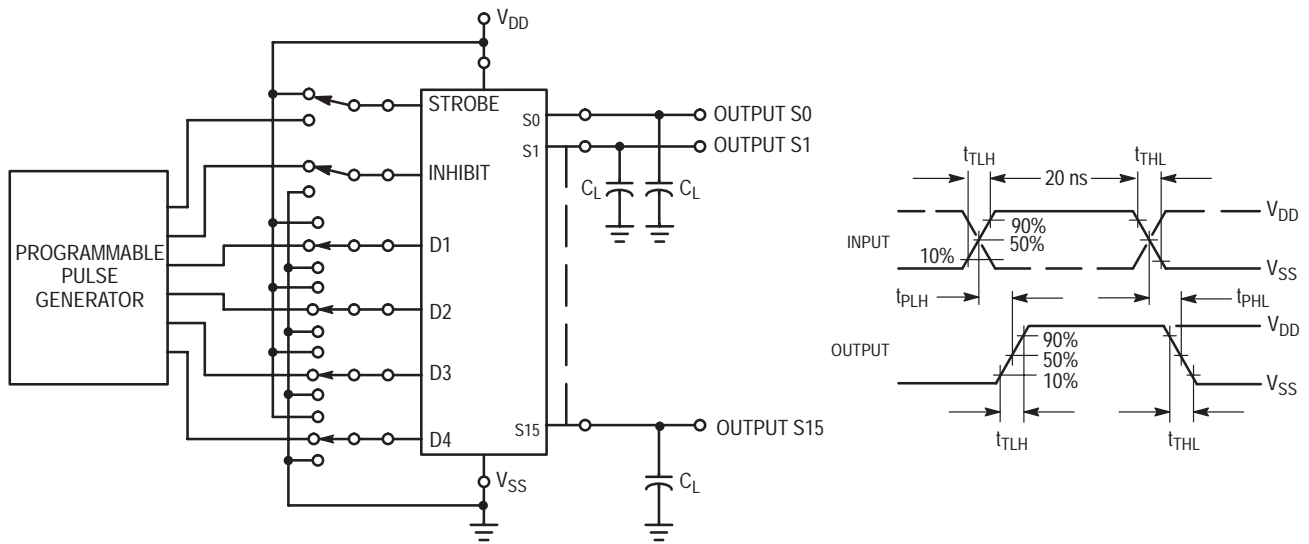 V_DD
STROBE
INHIBIT
D1
D2
D3
D4
S0
S1
S15
V_SS
PROGRAMMABLE
PULSE
GENERATOR
OUTPUT S0
OUTPUT S1
C_L
C_L
OUTPUT S15
C_L
t_TLH
20 ns
t_THL
INPUT
90%
50%
10%
V_DD
V_SS
t_PLH
t_PHL
OUTPUT
90%
50%
10%
V_DD
V_SS
t_TLH
t_THL